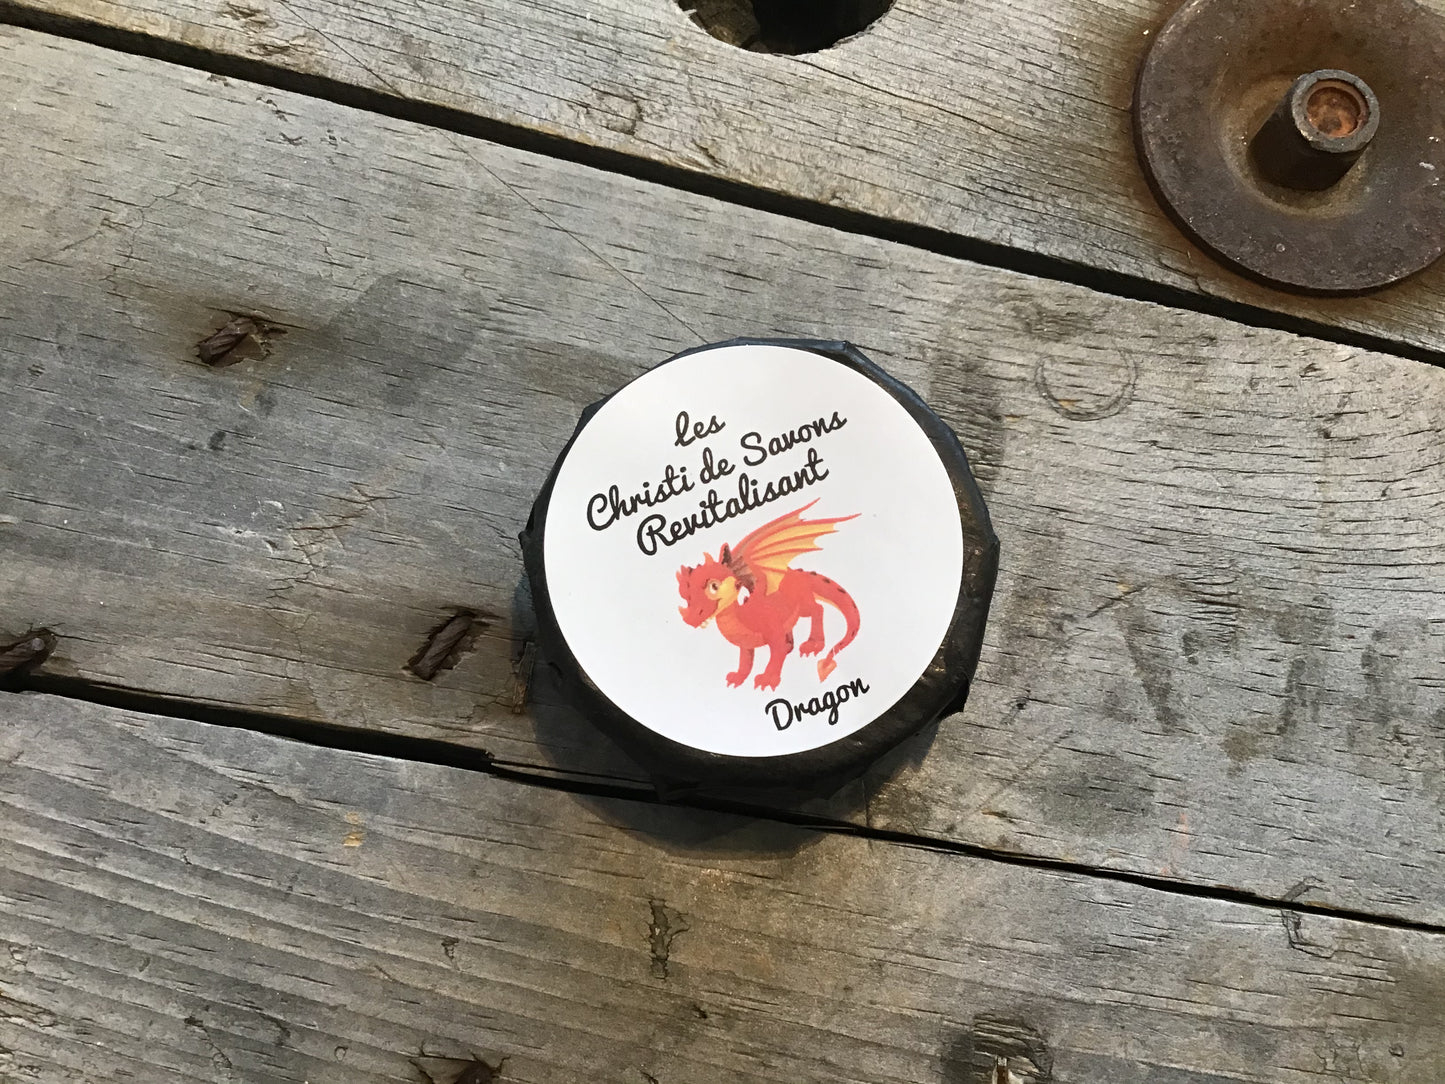 les
Christi de Savons
Revitalisant
Dragon